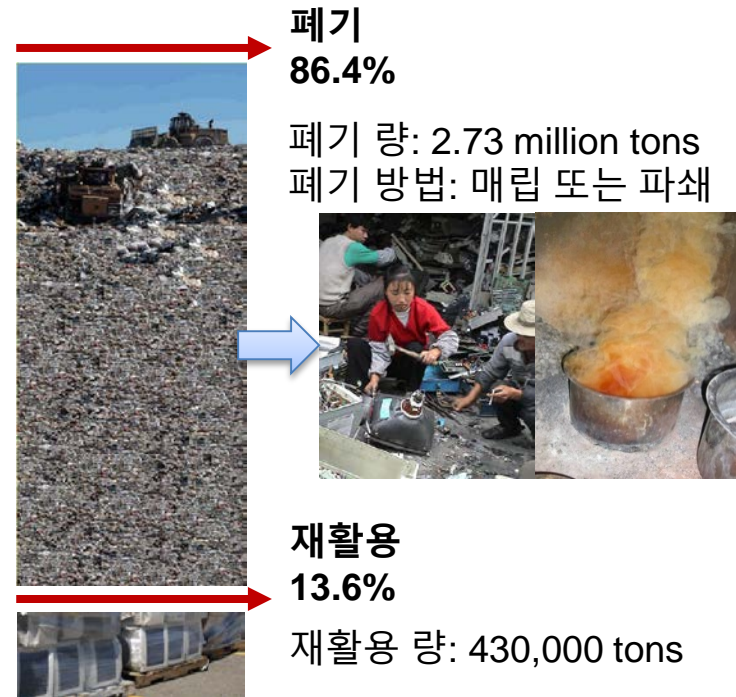 폐기
86.4%
폐기 량: 2.73 million tons
폐기 방법: 매립 또는 파쇄
재활용
13.6%
재활용 량: 430,000 tons